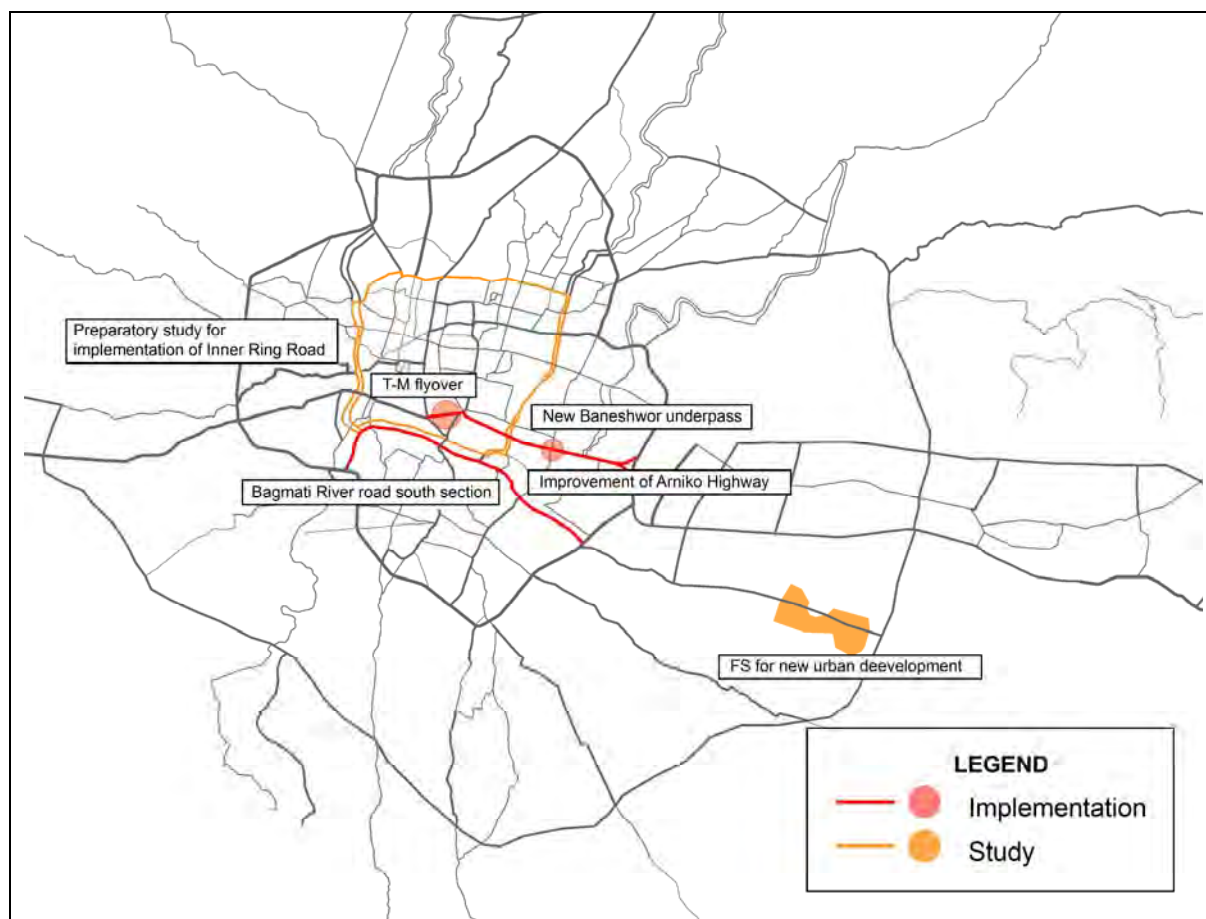 Preparatory study for
implementation of Inner Ring Road
T-M flyover
New Baneshwor underpass
Bagmati River road south section
Improvement of Arniko Highway
FS for new urban deevelopment
LEGEND
Implementation
Study